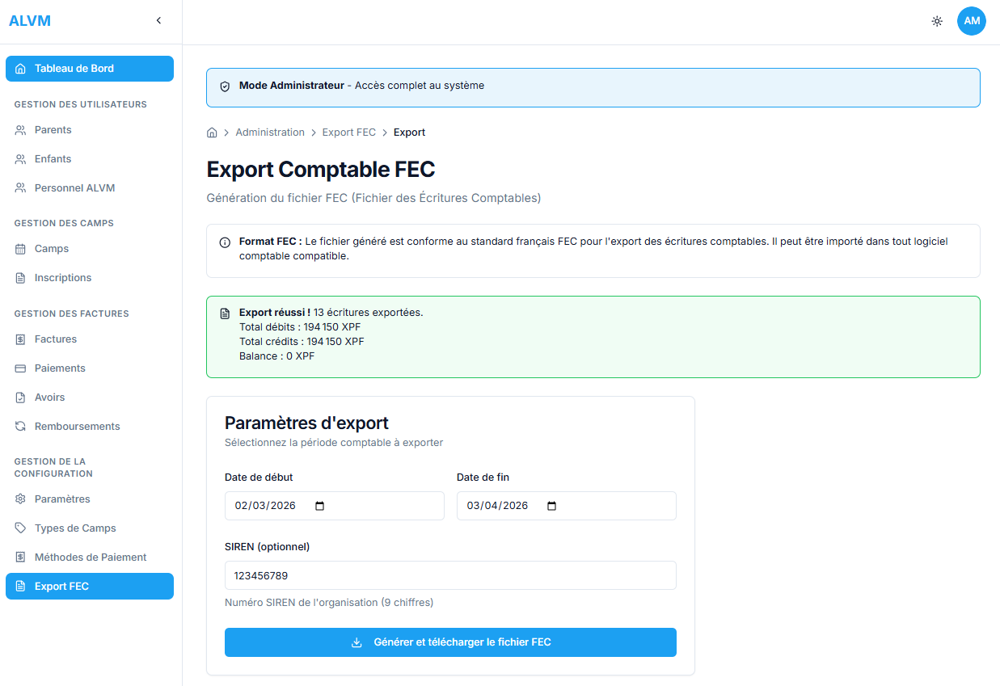 ALVM
AM
Tableau de Bord
GESTION DES UTILISATEURS
Parents
Enfants
Personnel ALVM
GESTION DES CAMPS
Camps
Inscriptions
GESTION DES FACTURES
Factures
Paiements
Avoirs
Remboursements
GESTION DE LA
CONFIGURATION
Paramètres
Types de Camps
Méthodes de Paiement
Export FEC
Mode Administrateur - Accès complet au système
Administration > Export FEC > Export
Export Comptable FEC
Génération du fichier FEC (Fichier des Écritures Comptables)
Format FEC : Le fichier généré est conforme au standard français FEC pour l'export des écritures comptables. Il peut être importé dans tout logiciel
comptable compatible.
Export réussi ! 13 écritures exportées.
Total débits : 194 150 XPF
Total crédits : 194 150 XPF
Balance : 0 XPF
Paramètres d'export
Sélectionnez la période comptable à exporter
Date de début
Date de fin
02/03/2026
03/04/2026
SIREN (optionnel)
123456789
Numéro SIREN de l'organisation (9 chiffres)
Générer et télécharger le fichier FEC